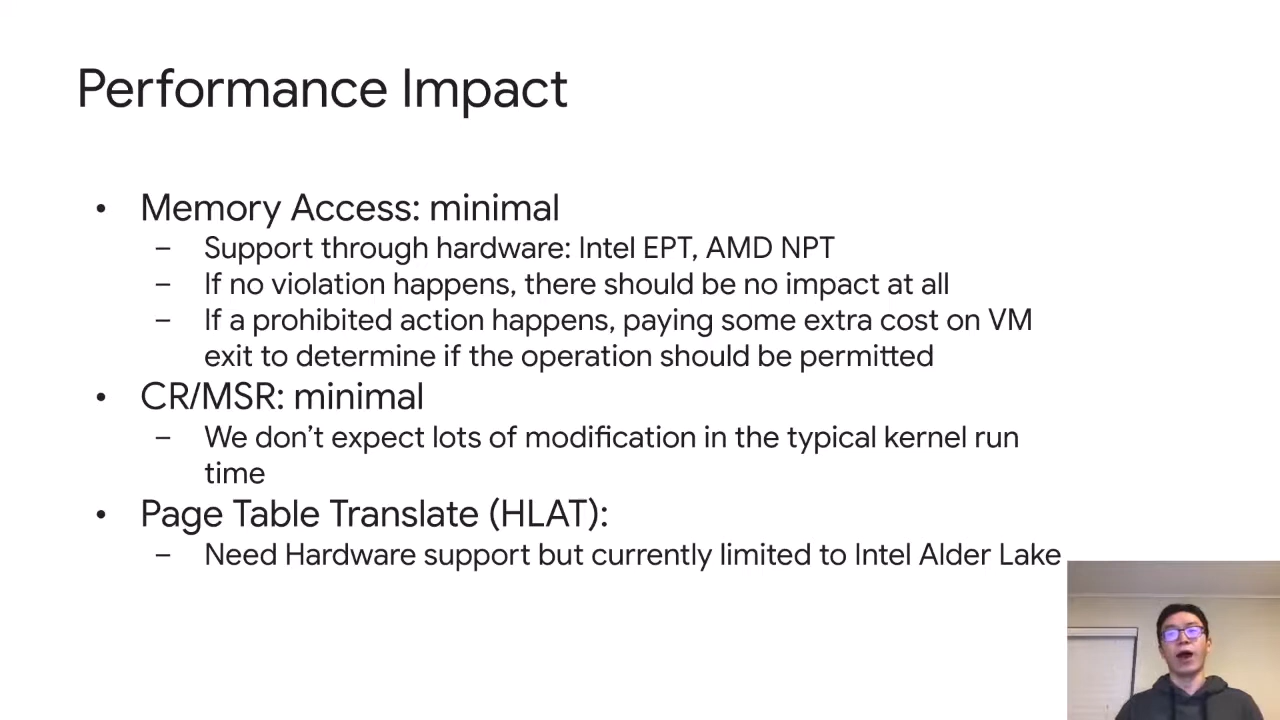 Performance Impact
• Memory Access: minimal
– Support through hardware: Intel EPT, AMD NPT
– If no violation happens, there should be no impact at all
– If a prohibited action happens, paying some extra cost on VM
exit to determine if the operation should be permitted
• CR/MSR: minimal
– We don’t expect lots of modification in the typical kernel run
time
• Page Table Translate (HLAT):
– Need Hardware support but currently limited to Intel Alder Lake